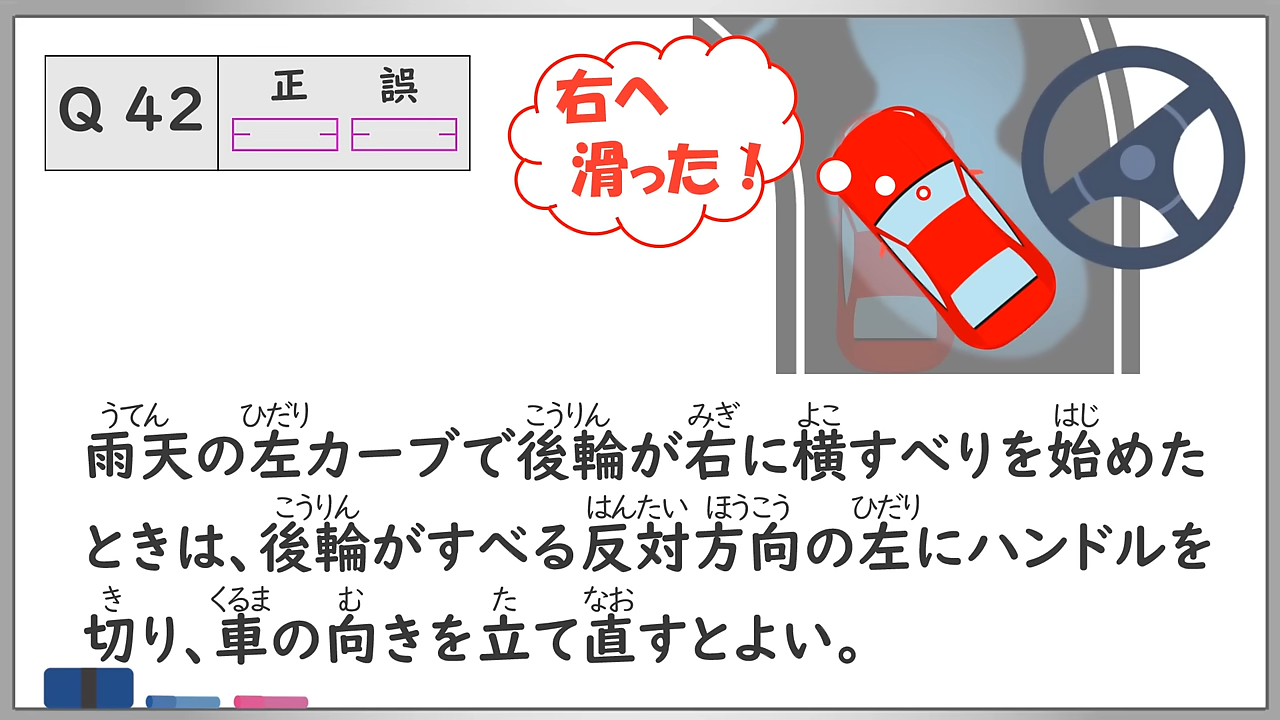 Q 42
正 誤
右へ
滑った！
うてん ひだり こうりん みぎ よこ はじ
雨天の左カーブで後輪が右に横すべりを始めた
こうりん はんたい ほうこう ひだり
ときは、後輪がすべる反対方向の左にハンドルを
き くるま む た なお
切り、車の向きを立て直すとよい。